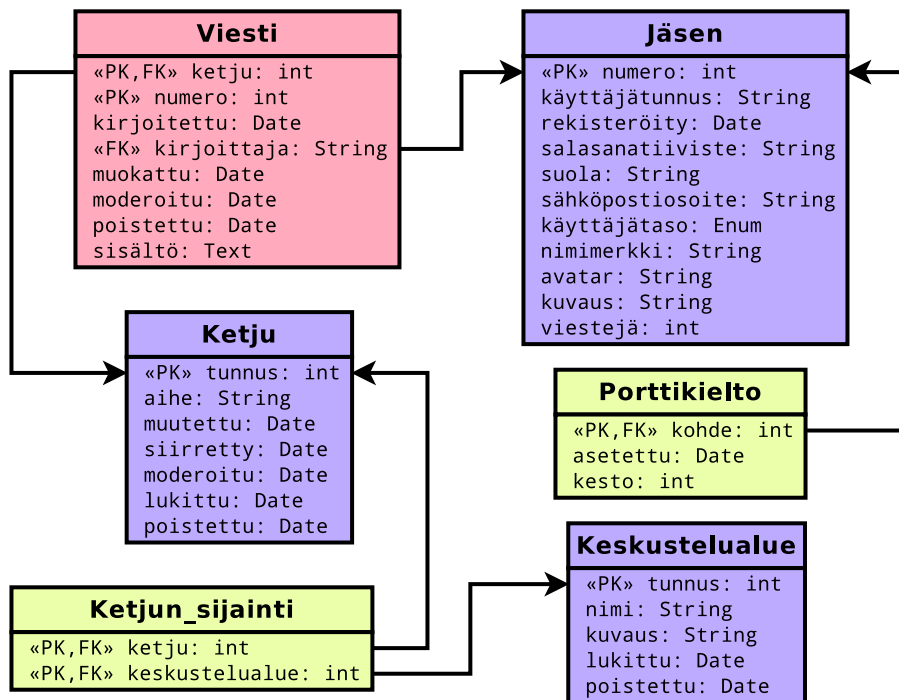 Viesti
«PK,FK» ketju: int
«PK» numero: int
kirjoitettu: Date
«FK» kirjoittaja: String
muokattu: Date
moderoitu: Date
poistettu: Date
sisältö: Text
Jäsen
«PK» numero: int
käyttäjätunnus: String
rekisteröity: Date
salasanatiiviste: String
suola: String
sähköpostiosoite: String
käyttäjätaso: Enum
nimimerkki: String
avatar: String
kuvaus: String
viestejä: int
Ketju
«PK» tunnus: int
aihe: String
muutettu: Date
siirretty: Date
moderoitu: Date
lukittu: Date
poistettu: Date
Porttikielto
«PK,FK» kohde: int
asetettu: Date
kesto: int
Ketjun_sijainti
«PK,FK» ketju: int
«PK,FK» keskustelualue: int
Keskustelualue
«PK» tunnus: int
nimi: String
kuvaus: String
lukittu: Date
poistettu: Date